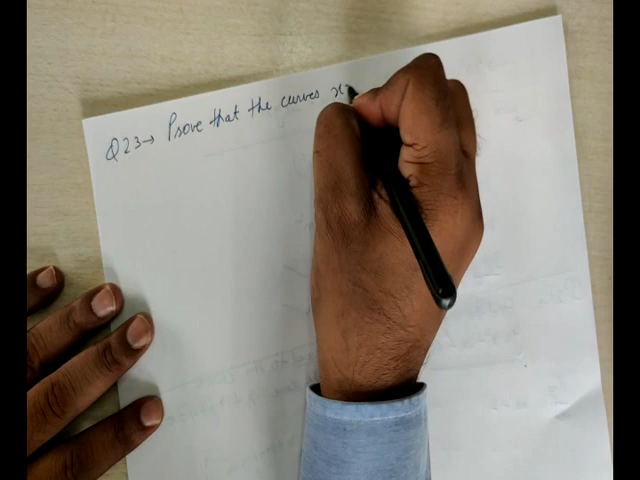 Q23→ Prove that the curves x